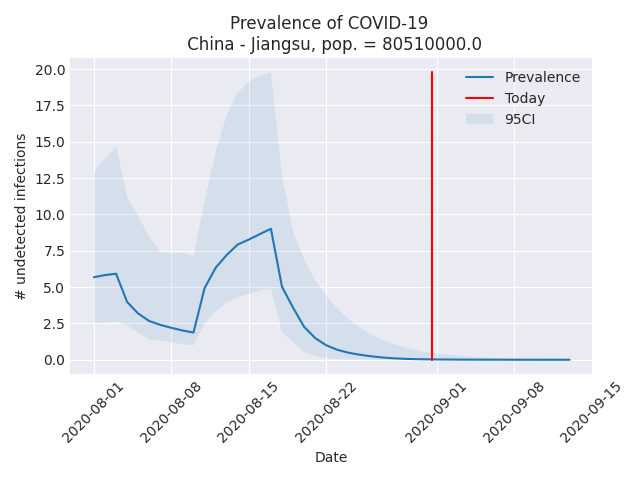 Prevalence of COVID-19
China - Jiangsu, pop. = 80510000.0
20.0
17.5
15.0
12.5
10.0
7.5
5.0
2.5
0.0
# undetected infections
Prevalence
Today
95CI
2020-08-01
2020-08-08
2020-08-15
2020-08-22
2020-09-01
2020-09-08
2020-09-15
Date